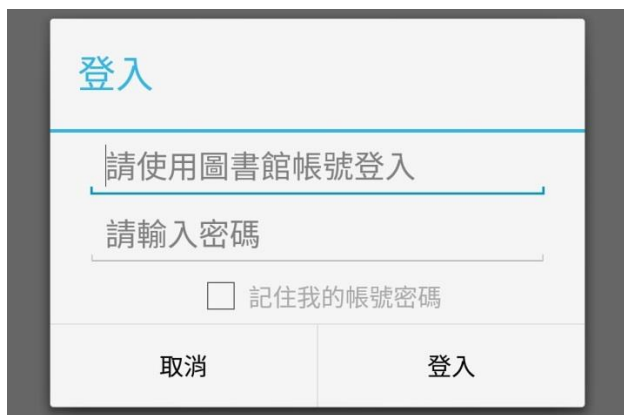 登入
請使用圖書館帳號登入
請輸入密碼
記住我的帳號密碼
取消
登入